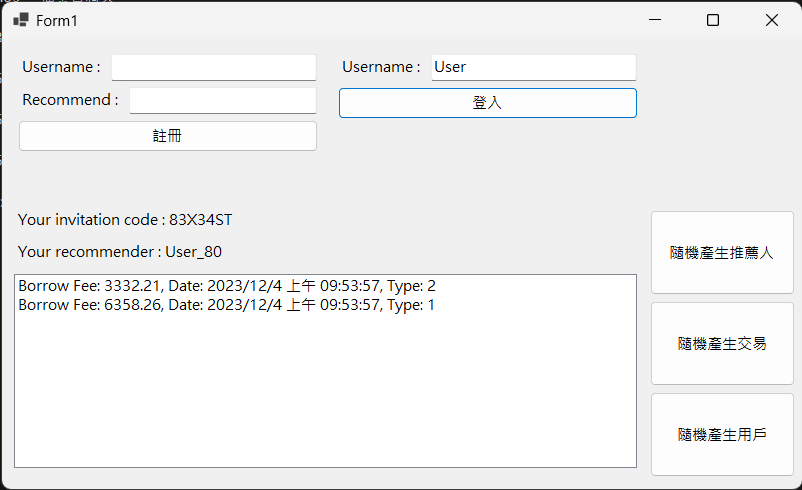 Form1
Username :
Recommend :
註冊
Username : User
登入
Your invitation code : 83X34ST
Your recommender : User_80
Borrow Fee: 3332.21, Date: 2023/12/4 上午 09:53:57, Type: 2
Borrow Fee: 6358.26, Date: 2023/12/4 上午 09:53:57, Type: 1
隨機產生推薦人
隨機產生交易
隨機產生用戶